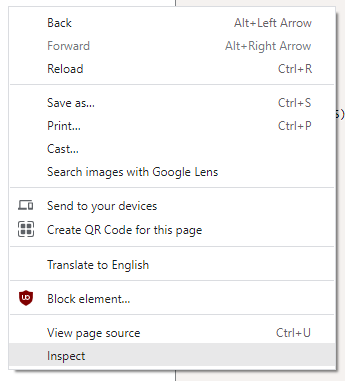 Back Alt+Left Arrow
Forward Alt+Right Arrow
Reload Ctrl+R
Save as... Ctrl+S
Print... Ctrl+P
Cast...
Search images with Google Lens
Send to your devices
Create QR Code for this page
Translate to English
Block element...
View page source Ctrl+U
Inspect